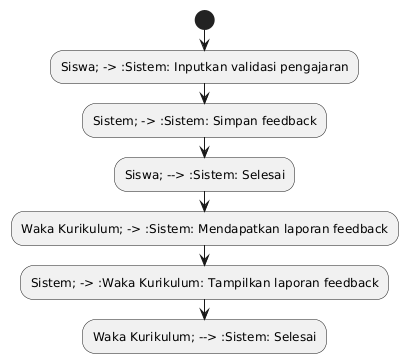 Siswa; -> :Sistem: Inputkan validasi pengajaran
Sistem; -> :Sistem: Simpan feedback
Siswa; --> :Sistem: Selesai
Waka Kurikulum; -> :Sistem: Mendapatkan laporan feedback
Sistem; -> :Waka Kurikulum: Tampilkan laporan feedback
Waka Kurikulum; --> :Sistem: Selesai